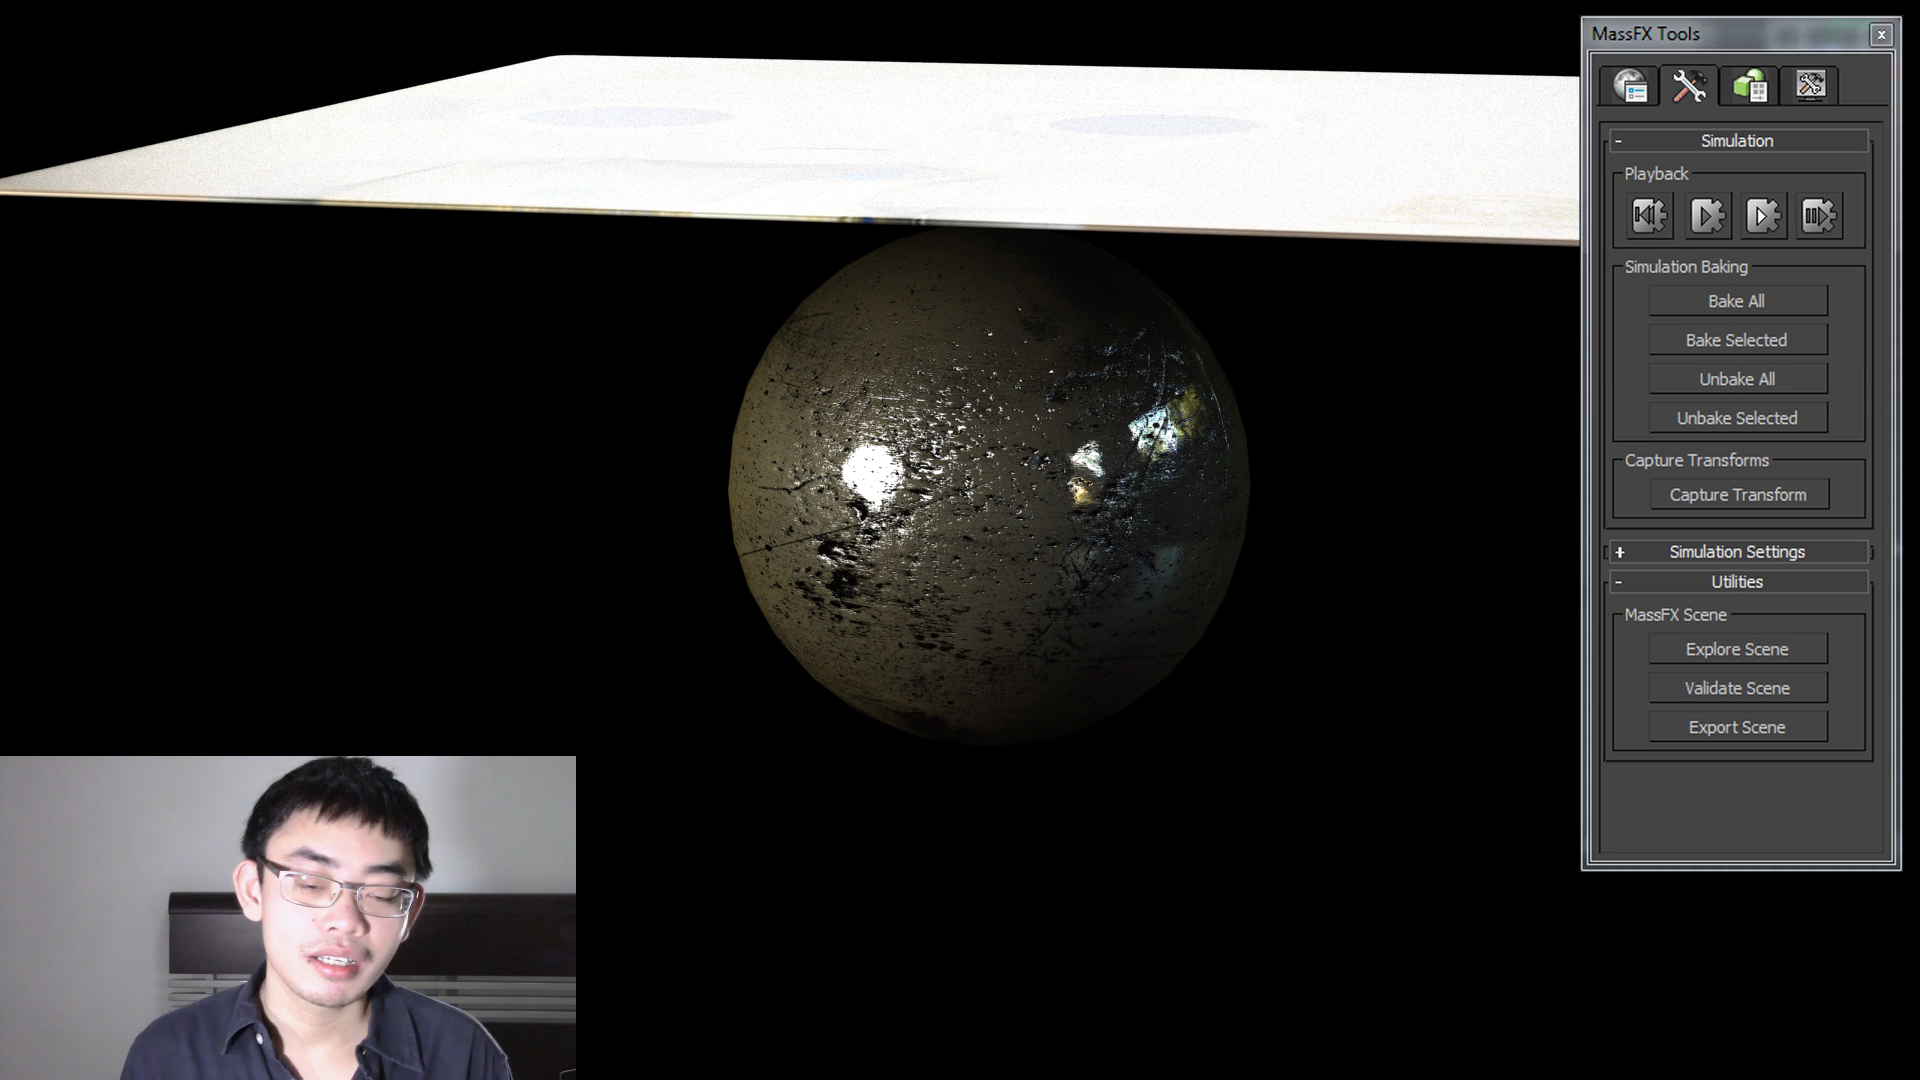 MassFX Tools
x
- Simulation
Playback
Simulation Baking
Bake All
Bake Selected
Unbake All
Unbake Selected
Capture Transforms
Capture Transform
+ Simulation Settings
- Utilities
MassFX Scene
Explore Scene
Validate Scene
Export Scene